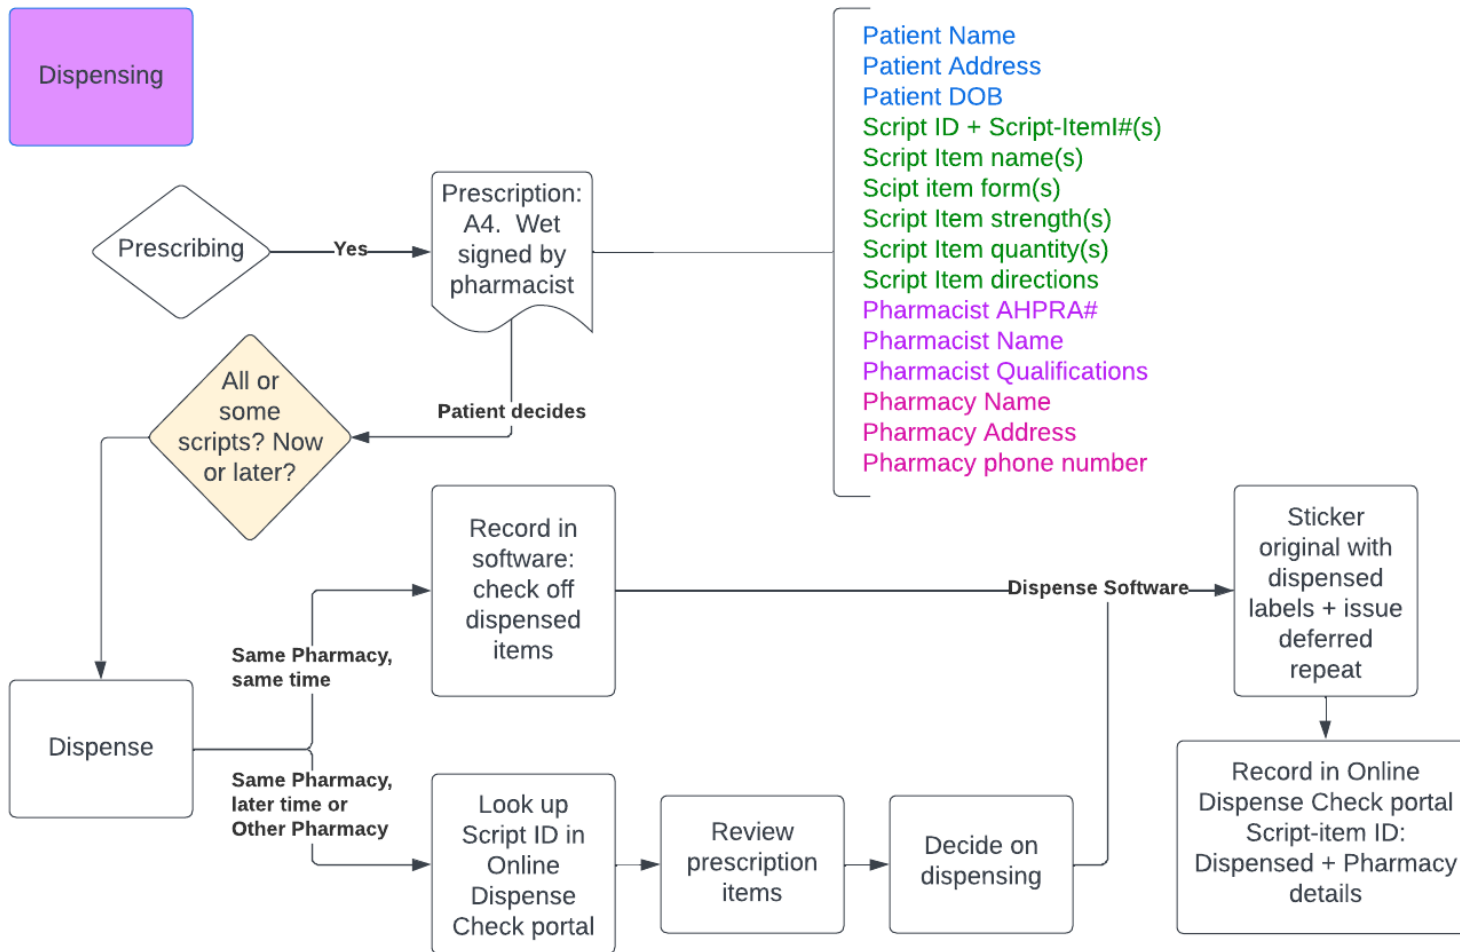 Dispensing
Patient Name
Patient Address
Patient DOB
Script ID + Script-ItemI#(s)
Script Item name(s)
Scipt item form(s)
Script Item strength(s)
Script Item quantity(s)
Script Item directions
Pharmacist AHPRA#
Pharmacist Name
Pharmacist Qualifications
Pharmacy Name
Pharmacy Address
Pharmacy phone number
Prescribing
Yes
Prescription:
A4. Wet
signed by
pharmacist
Patient decides
All or
some
scripts? Now
or later?
Dispense
Same Pharmacy,
same time
Record in
software:
check off
dispensed
items
Dispense Software
Sticker
original with
dispensed
labels + issue
deferred
repeat
Same Pharmacy,
later time or
Other Pharmacy
Look up
Script ID in
Online
Dispense
Check portal
Review
prescription
items
Decide on
dispensing
Record in Online
Dispense Check portal
Script-item ID:
Dispensed + Pharmacy
details